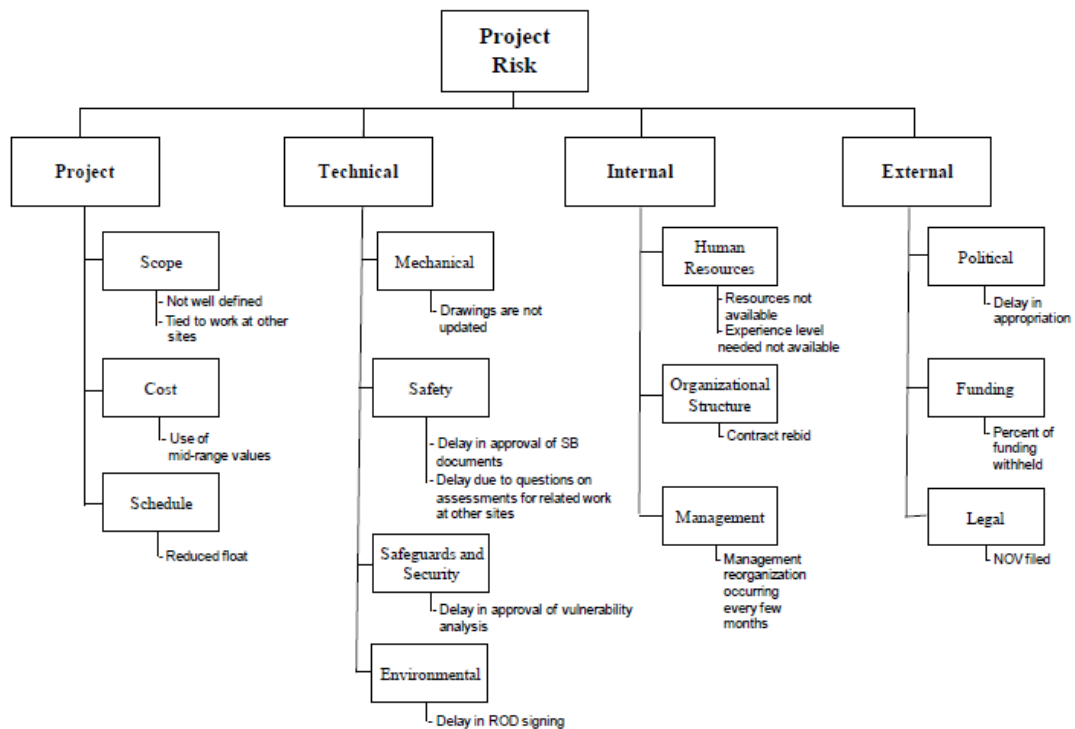 Project
Risk
Project
Technical
Internal
External
Scope
- Not well defined
- Tied to work at other
sites
Cost
- Use of
mid-range values
Schedule
- Reduced float
Mechanical
- Drawings are not
updated
Safety
- Delay in approval of SB
documents
- Delay due to questions on
assessments for related work
at other sites
Safeguards and
Security
- Delay in approval of vulnerability
analysis
Environmental
- Delay in ROD signing
Human
Resources
- Resources not
available
- Experience level
needed not available
Organizational
Structure
- Contract rebid
Management
- Management
reorganization
occurring
every few
months
Political
- Delay in
appropriation
Funding
- Percent of
funding
withheld
Legal
- NOV filed